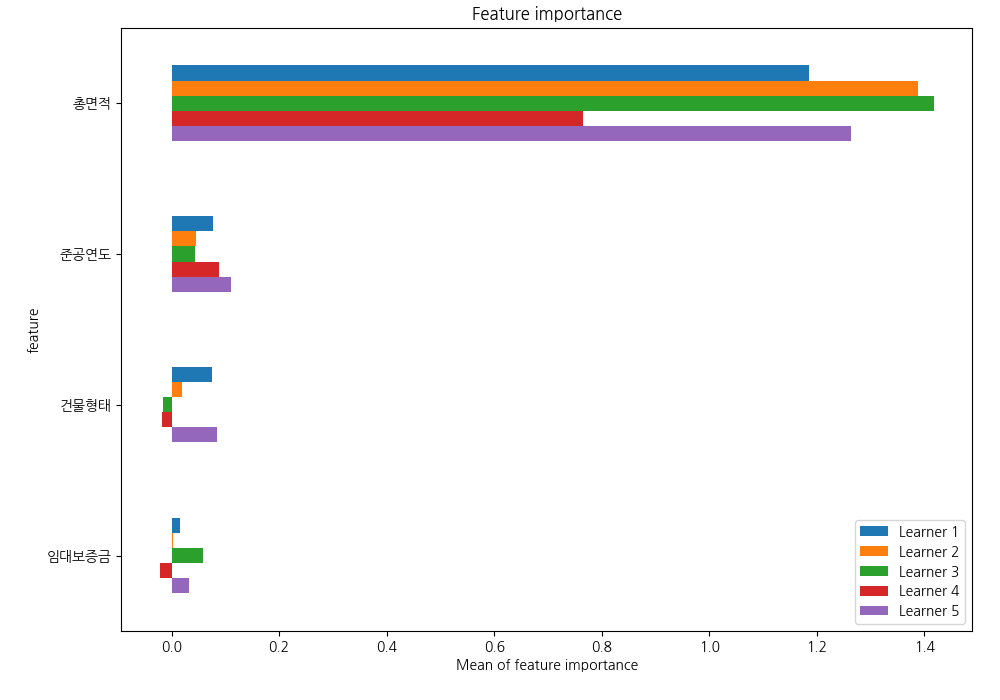 Feature importance
총면적
준공연도
feature
건물형태
임대보증금
Learner 1
Learner 2
Learner 3
Learner 4
Learner 5
0.0 0.2 0.4 0.6 0.8 1.0 1.2 1.4
Mean of feature importance